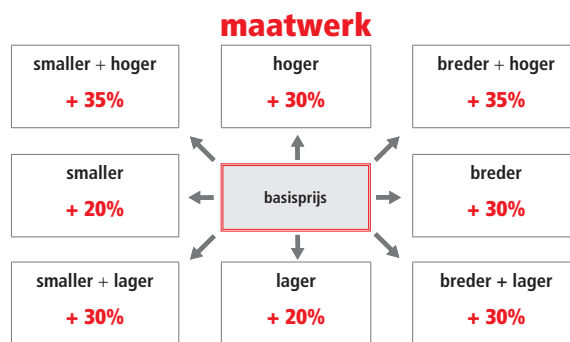 maatwerk
smaller + hoger
+ 35%
hoger
+ 30%
breder + hoger
+ 35%
smaller
+ 20%
basisprijs
breder
+ 30%
smaller + lager
+ 30%
lager
+ 20%
breder + lager
+ 30%